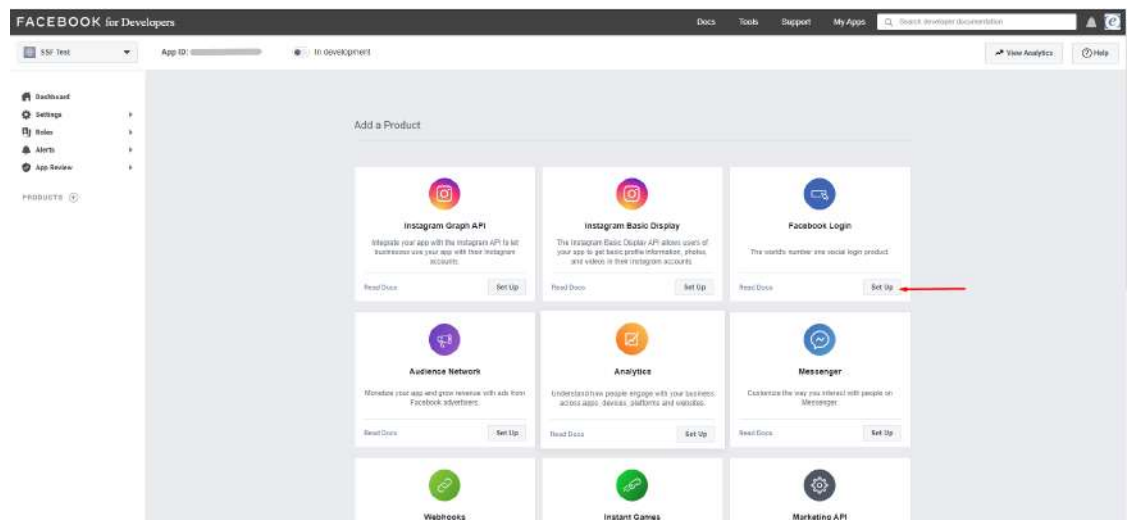 FACEBOOK for Developers
Docs Tools Support My Apps Search developer documentation
SSF Test App ID: In development View Analytics Help
Dashboard
Settings
Roles
Alerts
App Review
PRODUCTS
Add a Product
Instagram Graph API
Integrate your app with the Instagram API to let
businesses use your app with their Instagram
accounts.
Read Docs Set Up
Instagram Basic Display
The Instagram Basic Display API allows users of
your app to get basic profile information, photos,
and videos in their Instagram accounts.
Read Docs Set Up
Facebook Login
The world's number one social login product.
Read Docs Set Up
Audience Network
Monetize your app and grow revenue with ads from
Facebook advertisers.
Read Docs Set Up
Analytics
Understand how people engage with your business
across apps, devices, platforms and websites.
Read Docs Set Up
Messenger
Customize the way you interact with people on
Messenger.
Read Docs Set Up
Webhooks
Instant Games
Marketing API